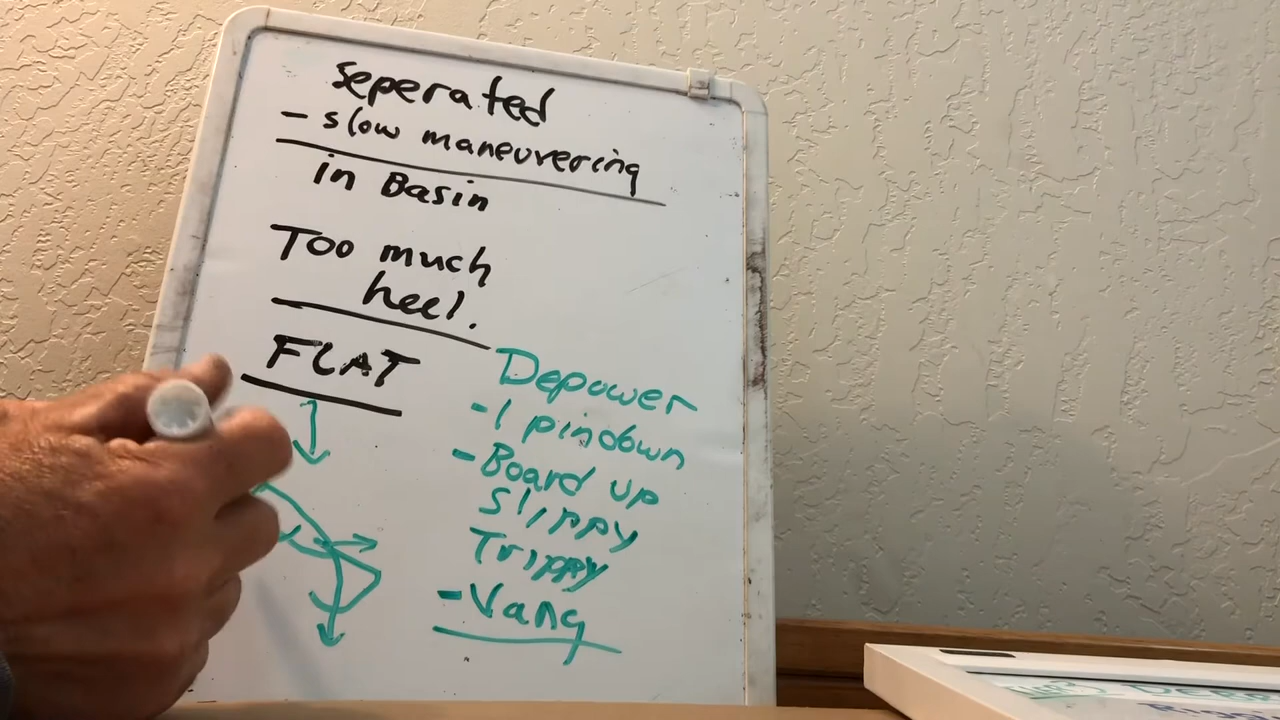 Seperated
- slow maneuvering
in Basin
Too much
heel.
FLAT
Depower
- 1 pindown
- Board up
Slippy
Trippy
- Vang